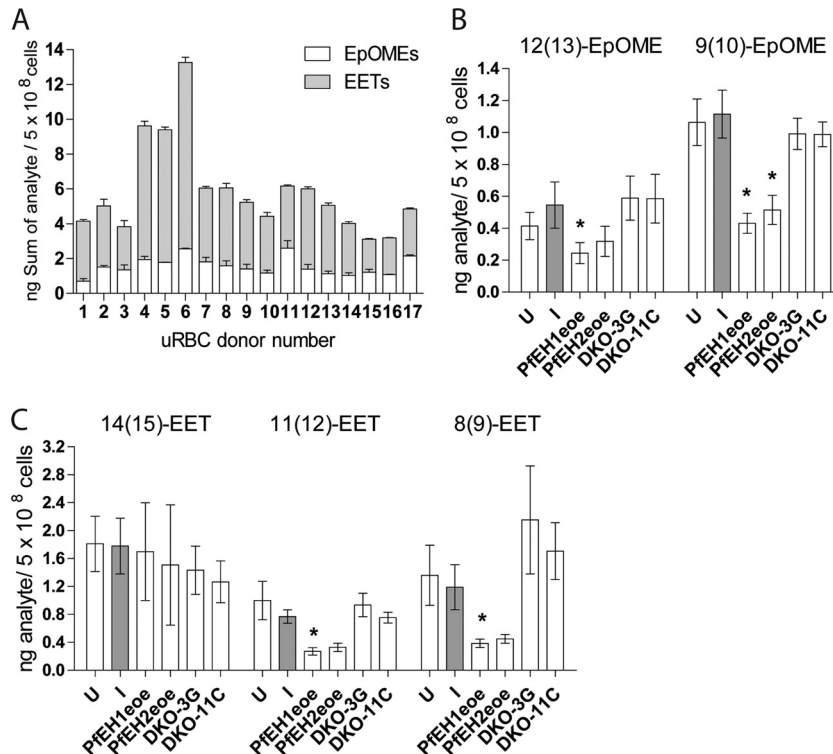 A
ng Sum of analyte / 5 x 10 8 cells
14
12
10
8
6
4
2
0
EpOMEs
EETs
1 2 3 4 5 6 7 8 9 10 11 12 13 14 15 16 17
uRBC donor number
B
12(13)-EpOME 9(10)-EpOME
ng analyte/ 5 x 10 8 cells
1.4
1.2
1.0
0.8
0.6
0.4
0.2
0.0
* * *
U I PfEH1eoe PfEH2eoe DKO-3G DKO-11C U I PfEH1eoe PfEH2eoe DKO-3G DKO-11C
C
14(15)-EET 11(12)-EET 8(9)-EET
ng analyte/ 5 x 10 8 cells
3.2
2.8
2.4
2.0
1.6
1.2
0.8
0.4
0.0
* *
U I PfEH1eoe PfEH2eoe DKO-3G DKO-11C U I PfEH1eoe PfEH2eoe DKO-3G DKO-11C U I PfEH1eoe PfEH2eoe DKO-3G DKO-11C